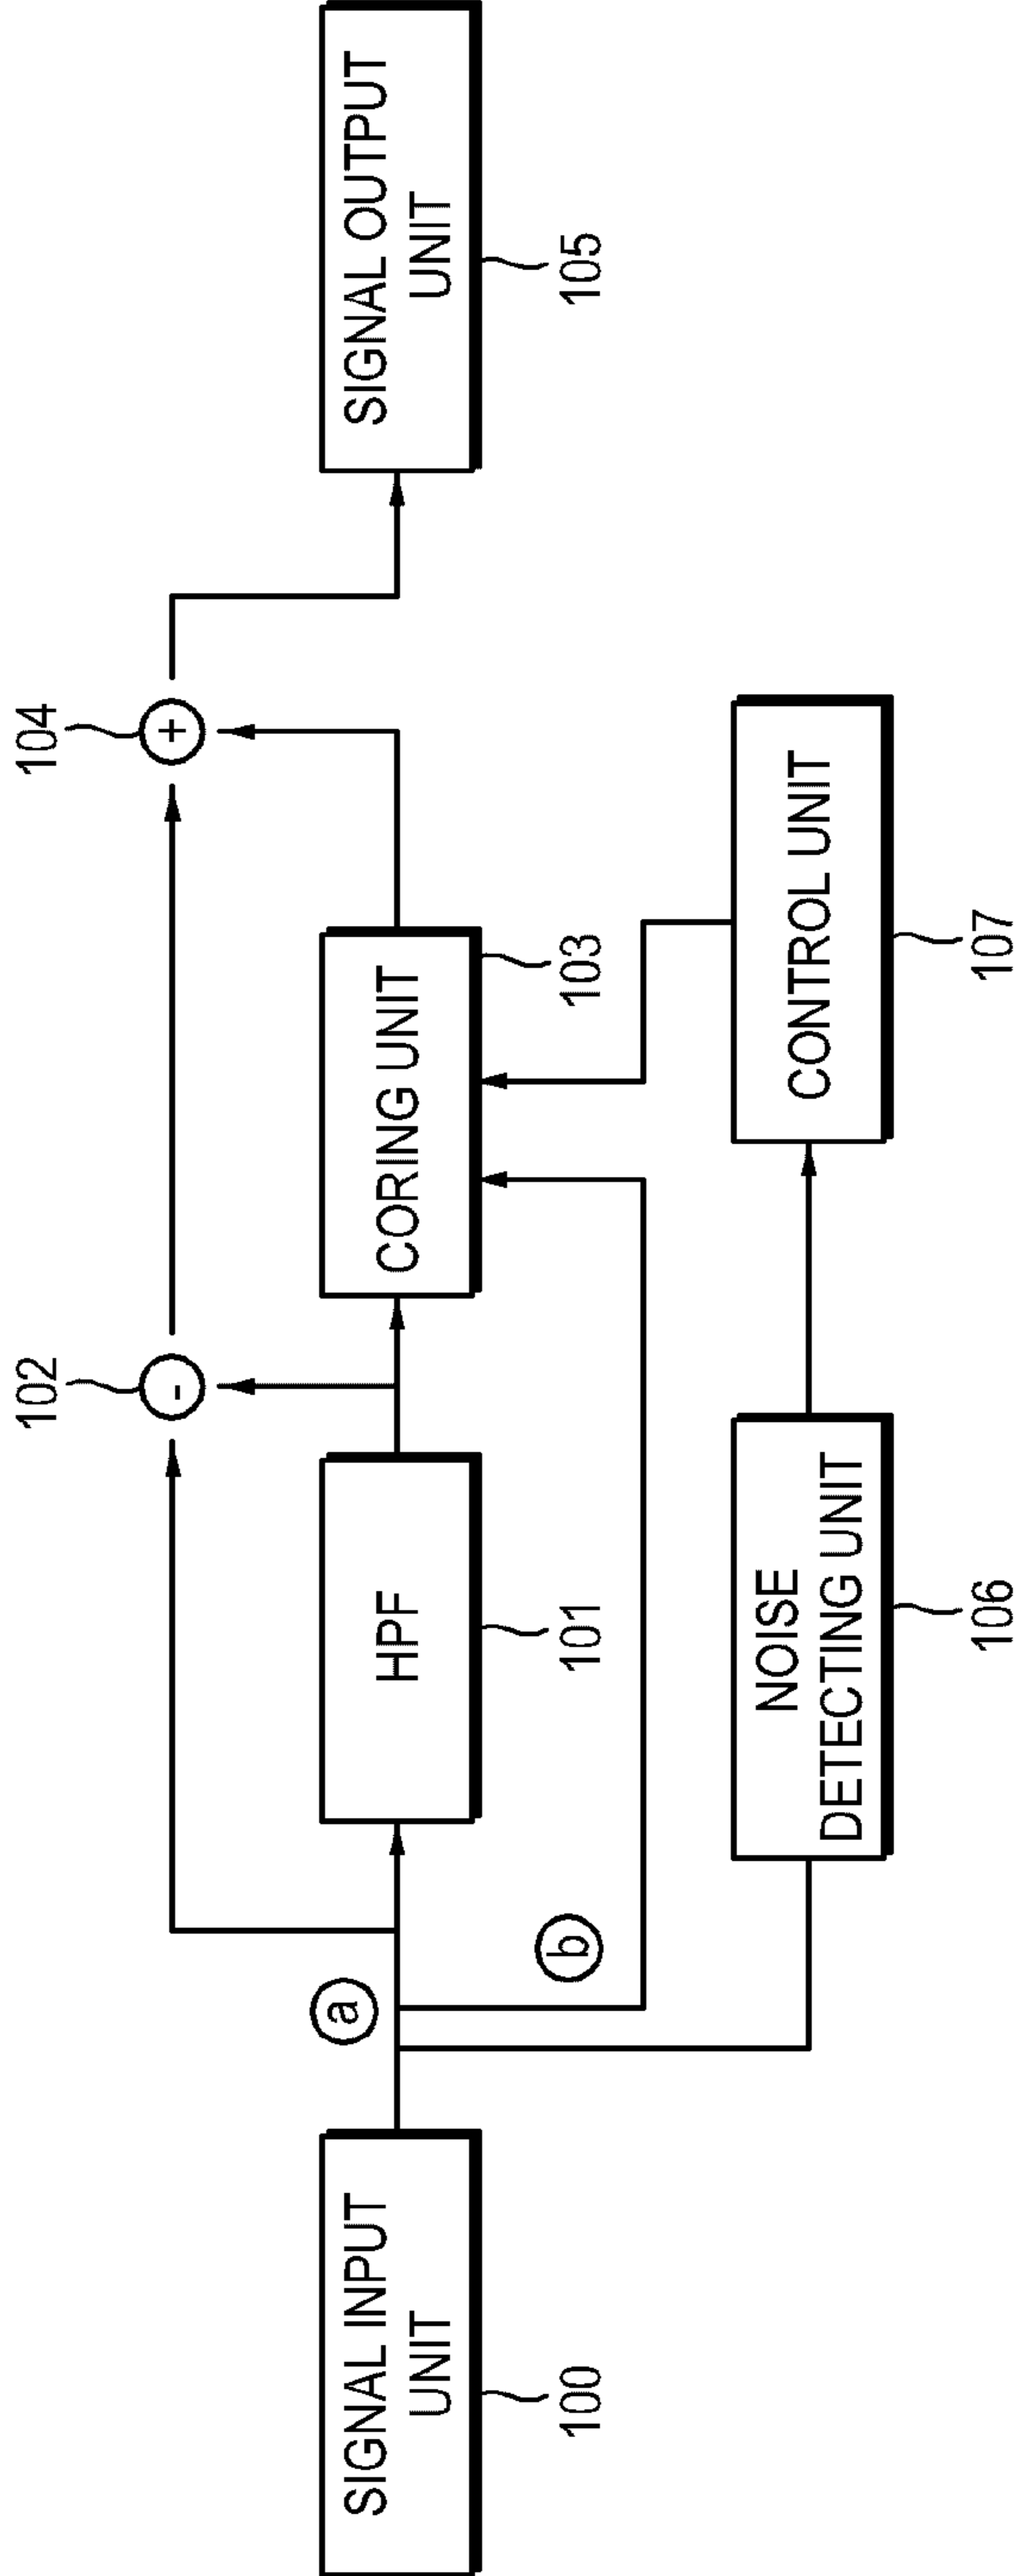 102
104
-
+
a
SIGNAL INPUT
UNIT
HPF
CORING UNIT
SIGNAL OUTPUT
UNIT
100
b
101
103
105
NOISE
DETECTING UNIT
CONTROL UNIT
106
107